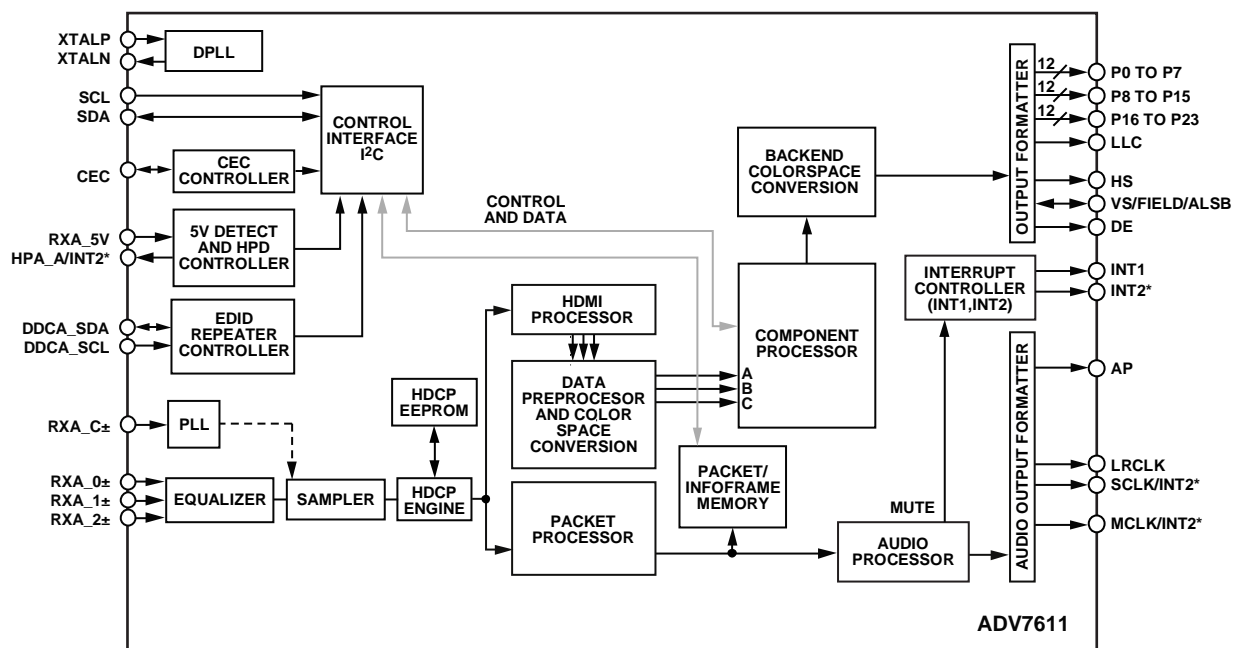 XTALP
XTALN
DPLL
SCL
SDA
CONTROL
INTERFACE
I2C
CEC
CEC
CONTROLLER
RXA_5V
HPA_A/INT2*
5V DETECT
AND HPD
CONTROLLER
DDCA_SDA
DDCA_SCL
EDID
REPEATER
CONTROLLER
RXA_C±
PLL
RXA_0±
RXA_1±
RXA_2±
EQUALIZER
SAMPLER
HDCP
EEPROM
HDCP
ENGINE
CONTROL
AND DATA
HDMI
PROCESSOR
DATA
PREPROCESOR
AND COLOR
SPACE
CONVERSION
PACKET
PROCESSOR
A
B
C
COMPONENT
PROCESSOR
BACKEND
COLORSPACE
CONVERSION
PACKET/
INFOFRAME
MEMORY
MUTE
AUDIO
PROCESSOR
INTERRUPT
CONTROLLER
(INT1,INT2)
OUTPUT FORMATTER
AUDIO OUTPUT FORMATTER
12
P0 TO P7
12
P8 TO P15
12
P16 TO P23
LLC
HS
VS/FIELD/ALSB
DE
INT1
INT2*
AP
LRCLK
SCLK/INT2*
MCLK/INT2*
ADV7611